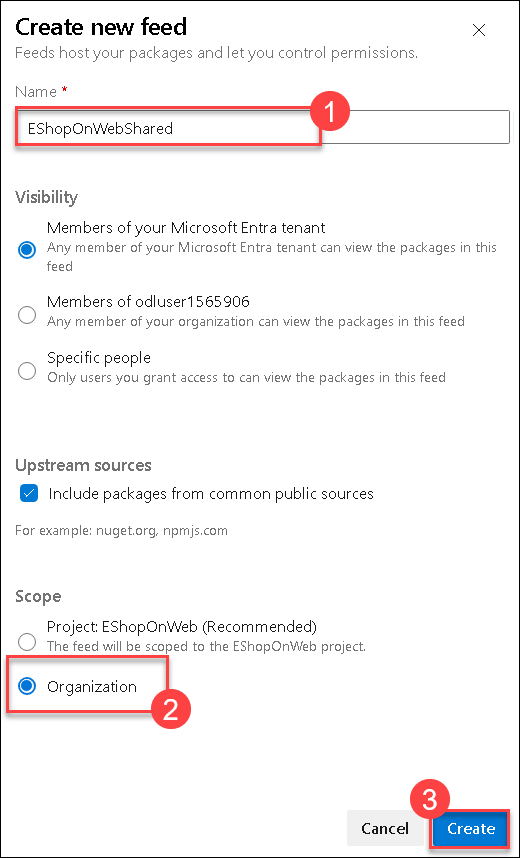 Create new feed
Feeds host your packages and let you control permissions.
Name *
EShopOnWebShared
1
Visibility
Members of your Microsoft Entra tenant
Any member of your Microsoft Entra tenant can view the packages in this
feed
Members of odluser1565906
Any member of your organization can view the packages in this feed
Specific people
Only users you grant access to can view the packages in this feed
Upstream sources
Include packages from common public sources
For example: nuget.org, npmjs.com
Scope
Project: EShopOnWeb (Recommended)
The feed will be scoped to the EShopOnWeb project.
Organization
2
3
Cancel
Create